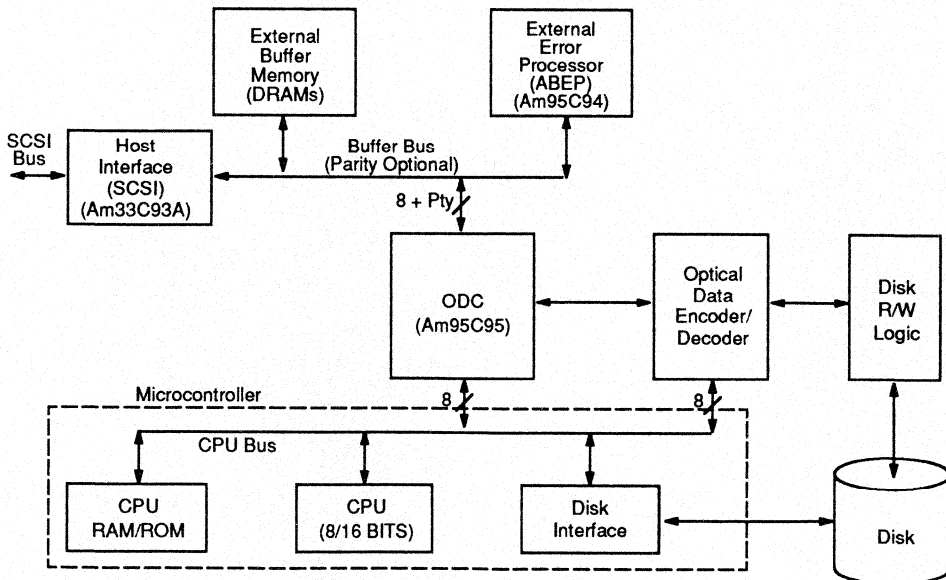 External
Buffer
Memory
(DRAMs)
External
Error
Processor
(ABEP)
(Am95C94)
SCSI
Bus
Host
Interface
(SCSI)
(Am33C93A)
Buffer Bus
(Parity Optional)
8 + Pty
ODC
(Am95C95)
Optical
Data
Encoder/
Decoder
Disk
R/W
Logic
Microcontroller
8
8
CPU Bus
CPU
RAM/ROM
CPU
(8/16 BITS)
Disk
Interface
Disk